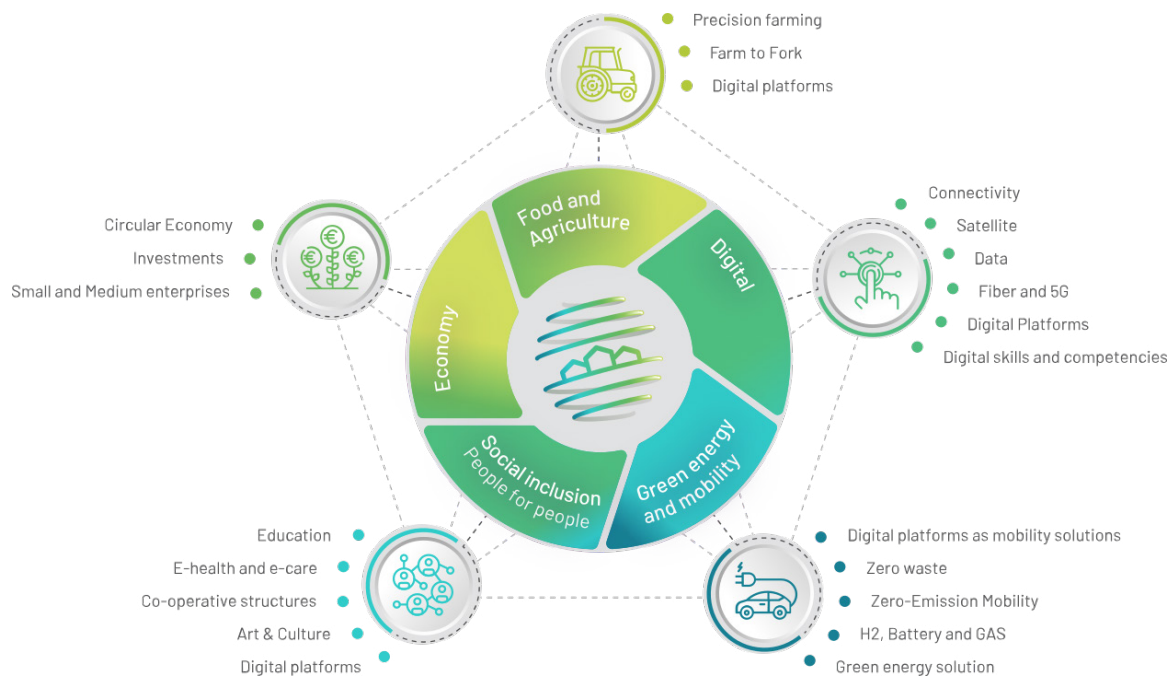 Precision farming
Farm to Fork
Digital platforms
Circular Economy
Investments
Small and Medium enterprises
Connectivity
Satellite
Data
Fiber and 5G
Digital Platforms
Digital skills and competencies
Food and
Agriculture
Digital
Economy
Social inclusion
People for people
Green energy
and mobility
Education
E-health and e-care
Co-operative structures
Art & Culture
Digital platforms
Digital platforms as mobility solutions
Zero waste
Zero-Emission Mobility
H2, Battery and GAS
Green energy solution